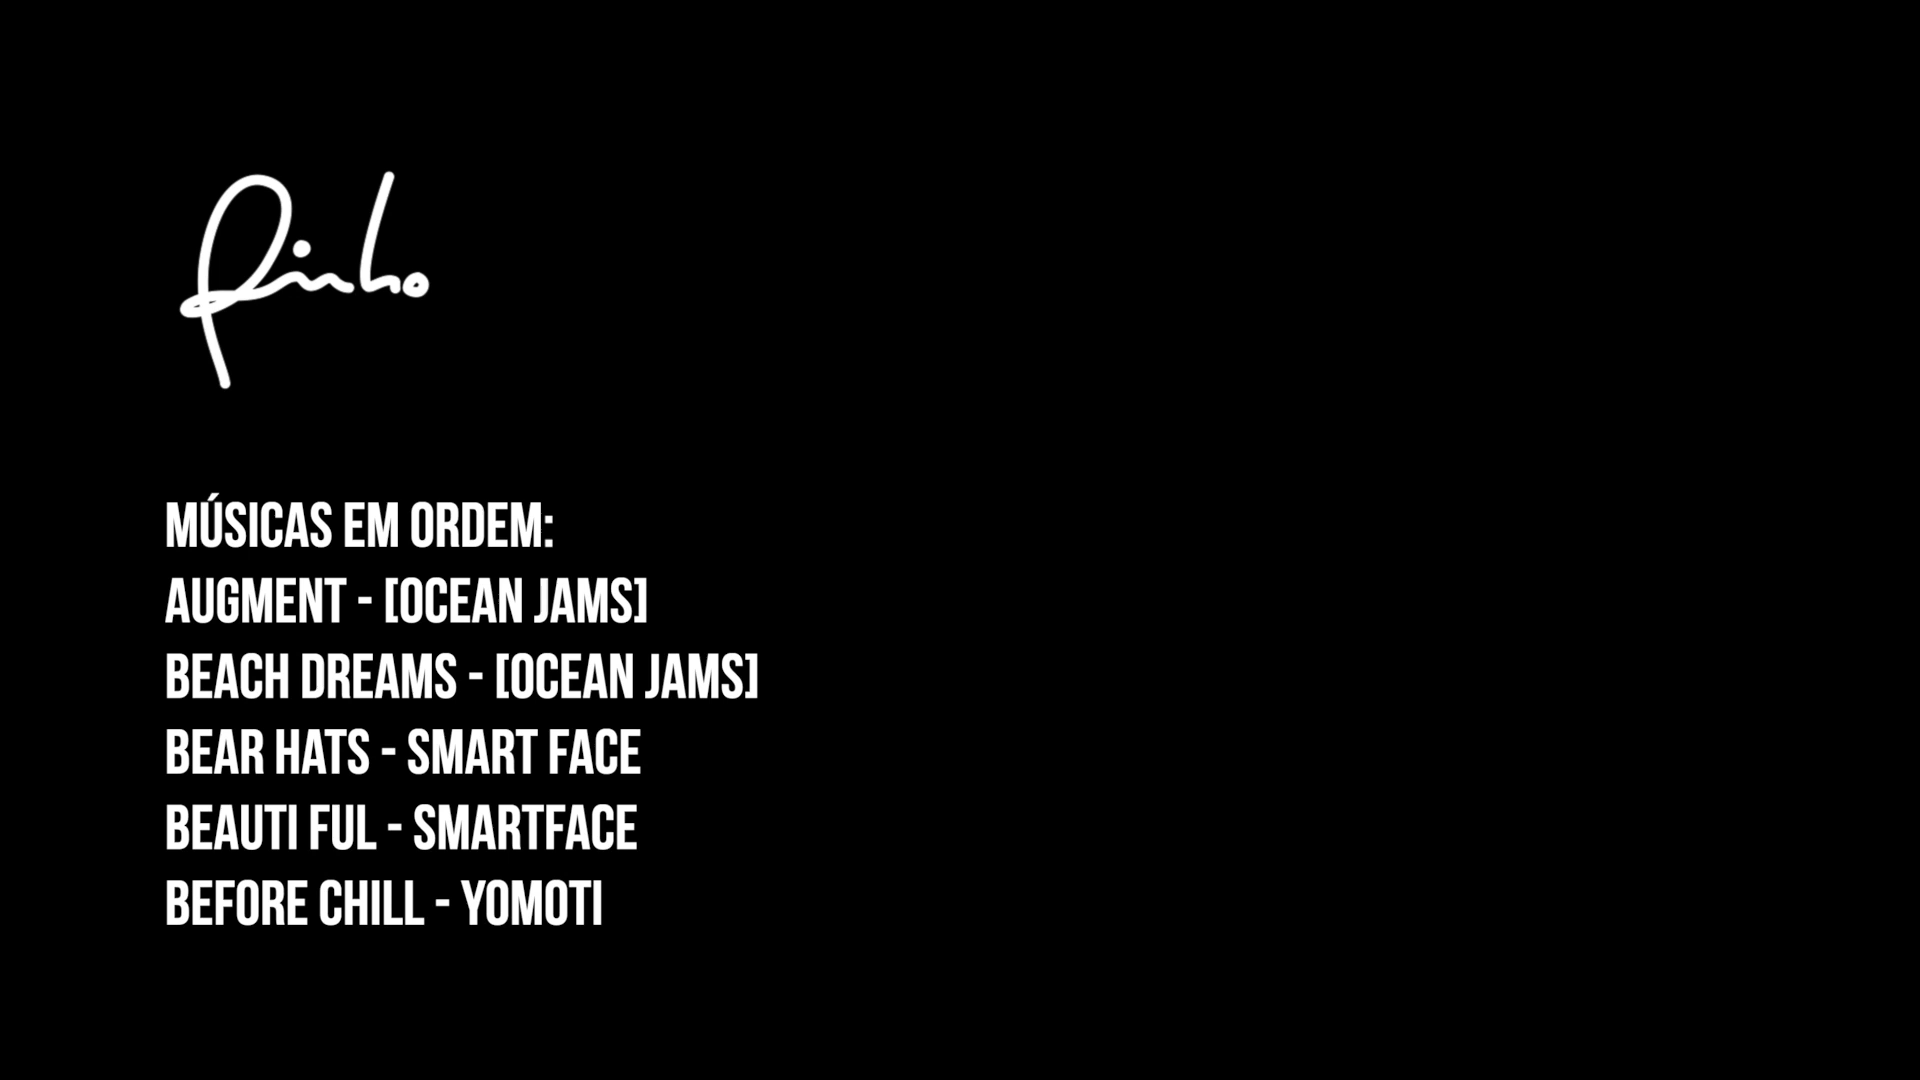 Pinho
MÚSICAS EM ORDEM:
AUGMENT - [OCEAN JAMS]
BEACH DREAMS - [OCEAN JAMS]
BEAR HATS - SMART FACE
BEAUTI FUL - SMARTFACE
BEFORE CHILL - YOMOTI